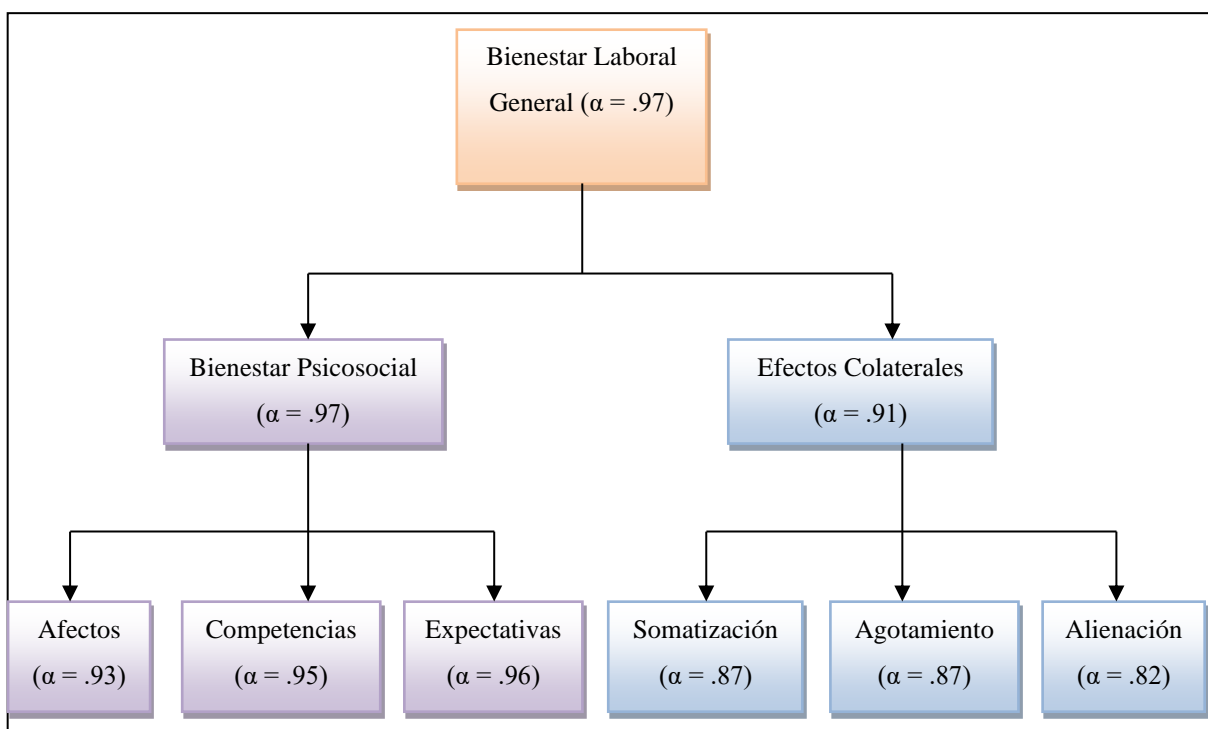 Bienestar Laboral
General (α = .97)
Bienestar Psicosocial
(α = .97)
Efectos Colaterales
(α = .91)
Afectos
(α = .93)
Competencias
(α = .95)
Expectativas
(α = .96)
Somatización
(α = .87)
Agotamiento
(α = .87)
Alienación
(α = .82)